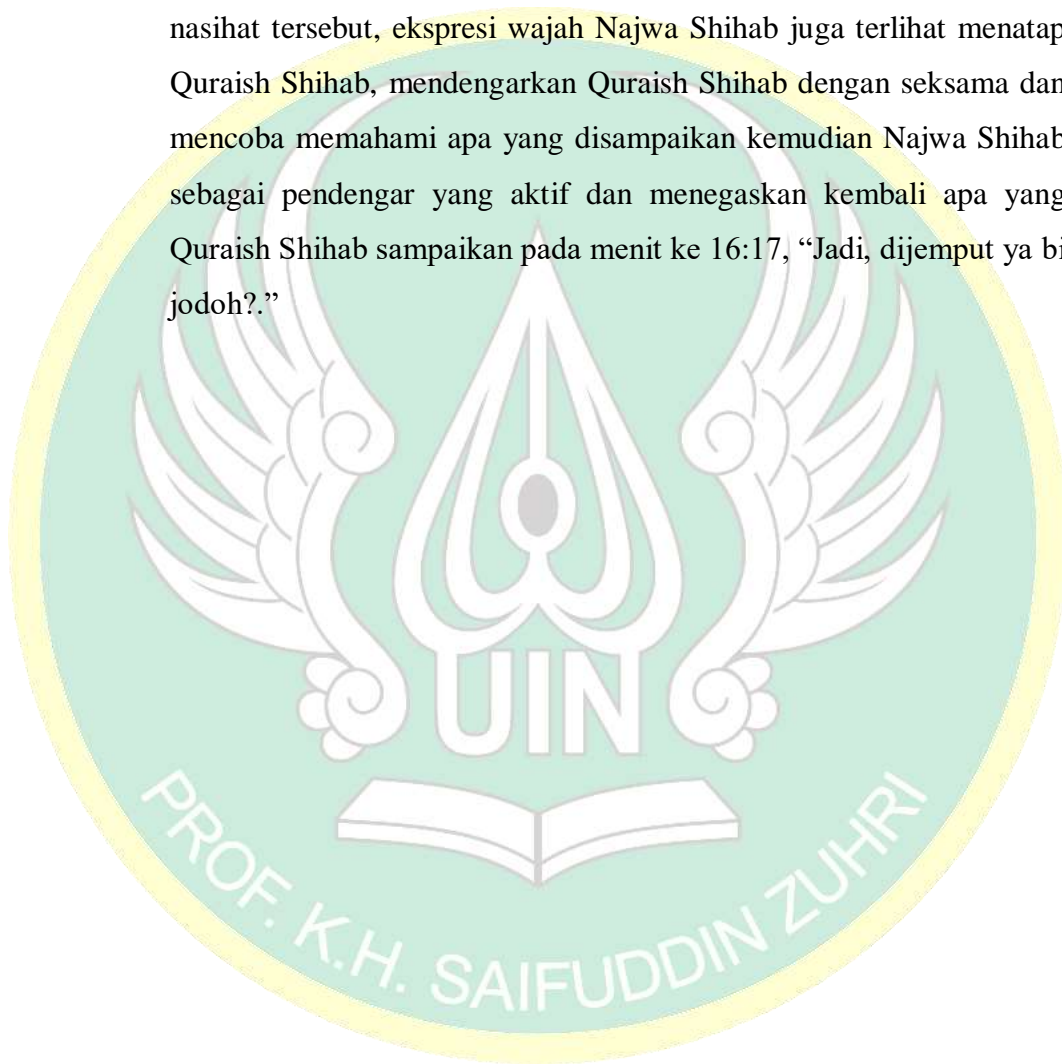 nasihat tersebut, ekspresi wajah Najwa Shihab juga terlihat menatap
Quraish Shihab, mendengarkan Quraish Shihab dengan seksama dan
mencoba memahami apa yang disampaikan kemudian Najwa Shihab
sebagai pendengar yang aktif dan menegaskan kembali apa yang
Quraish Shihab sampaikan pada menit ke 16:17, “Jadi, dijemput ya bi
jodoh?.”
UIN
PROF. K.H. SAIFUDDIN ZUHRI